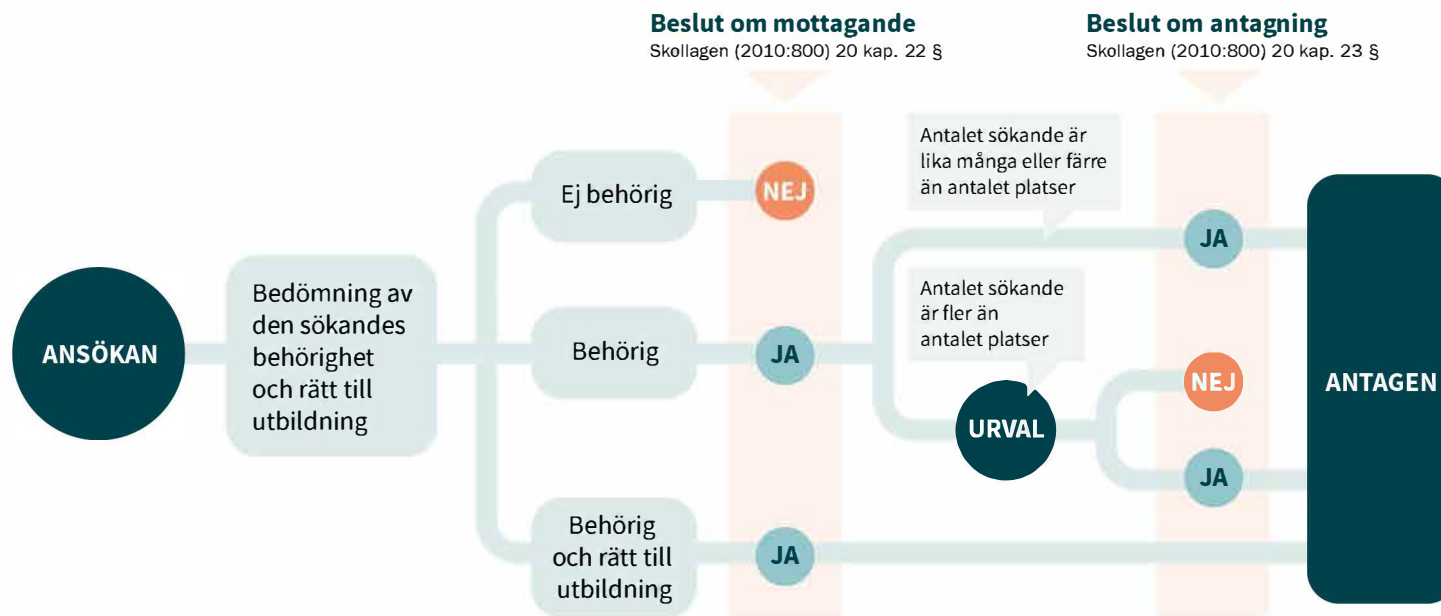 Beslut om mottagande
Skollagen (2010:800) 20 kap. 22 §
Beslut om antagning
Skollagen (2010:800) 20 kap. 23 §
ANSÖKAN
Bedömning av
den sökandes
behörighet
och rätt till
utbildning
Ej behörig
NEJ
Behörig
JA
Behörig
och rätt till
utbildning
JA
Antalet sökande är
lika många eller färre
än antalet platser
JA
Antalet sökande
är fler än
antalet platser
URVAL
NEJ
JA
ANTAGEN